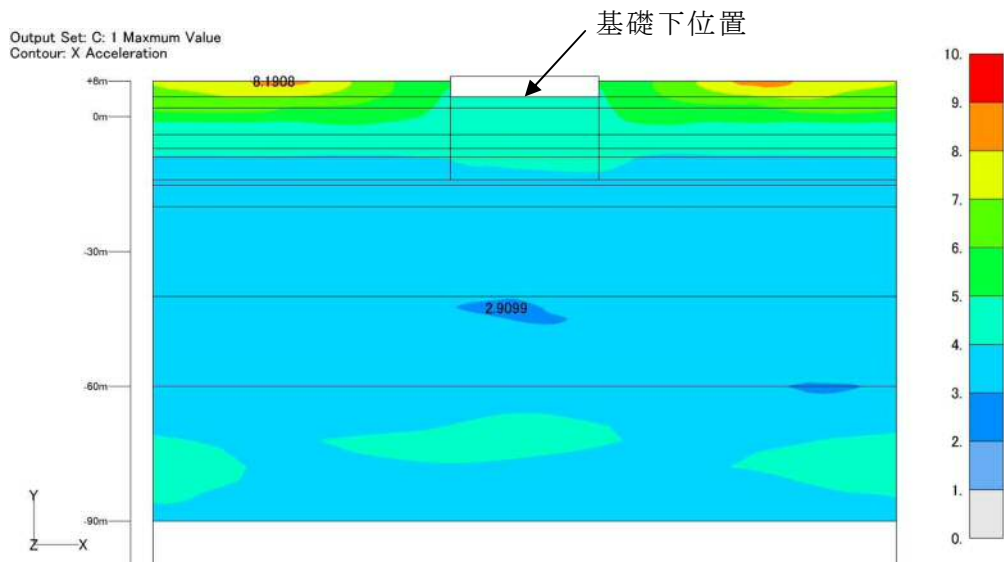 基礎下位置
Output Set: C: 1 Maxmum Value
Contour: X Acceleration
8.1908
+8m
0m
-30m
2.9099
-60m
-90m
Y
Z
X
10.
9.
8.
7.
6.
5.
4.
3.
2.
1.
0.